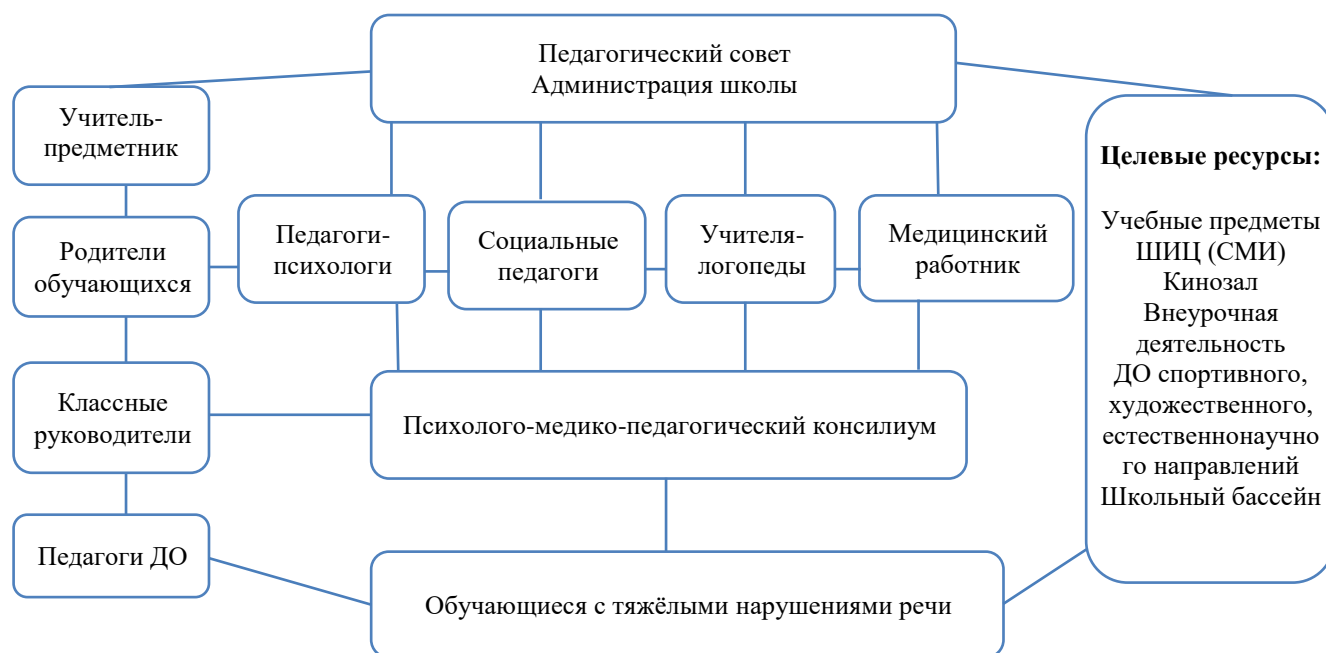 Педагогический совет
Администрация школы
Учитель-
предметник
Родители
обучающихся
Классные
руководители
Педагоги ДО
Педагоги-
психологи
Социальные
педагоги
Учителя-
логопеды
Медицинский
работник
Психолого-медико-педагогический консилиум
Обучающиеся с тяжёлыми нарушениями речи
Целевые ресурсы:
Учебные предметы
ШИЦ (СМИ)
Кинозал
Внеурочная
деятельность
ДО спортивного,
художественного,
естественнонаучно
го направлений
Школьный бассейн